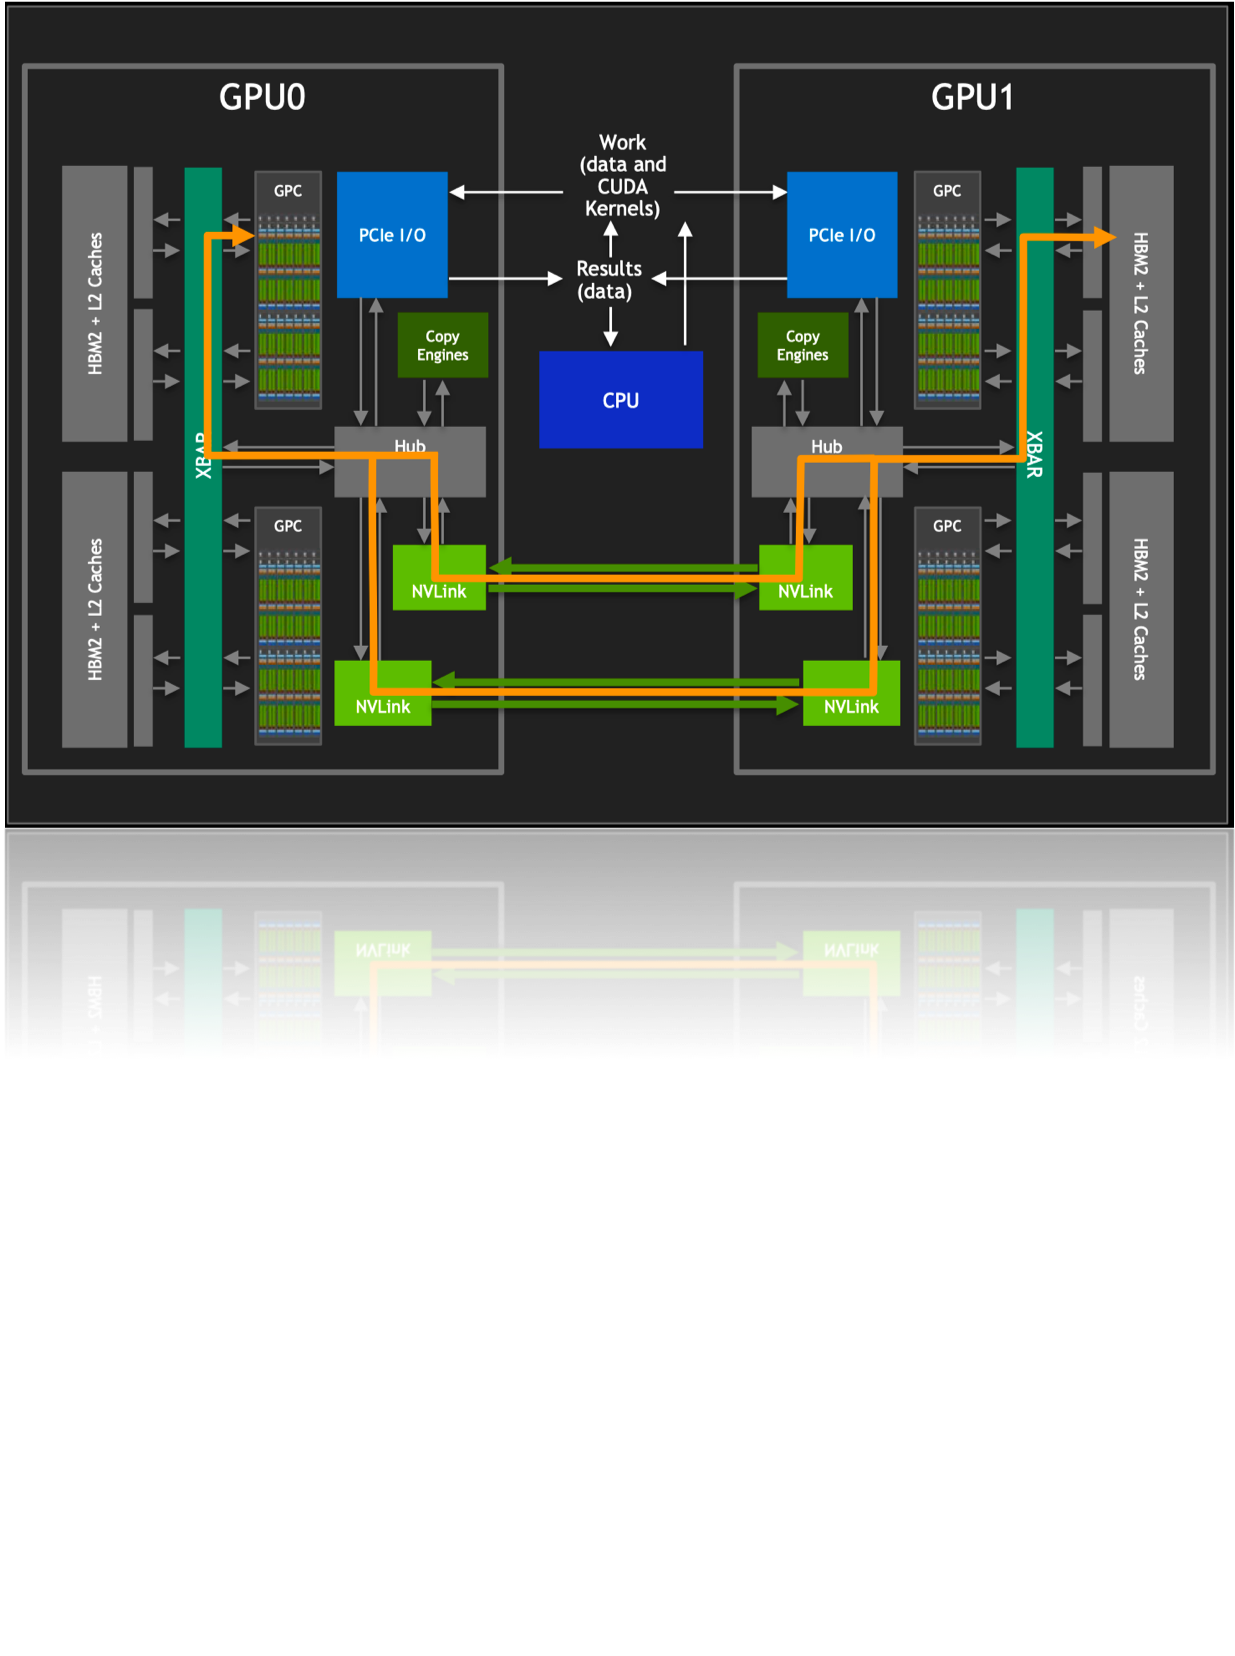 GPU0
GPU1
Work
(data and
CUDA
Kernels)
GPC
PCIe I/O
PCIe I/O
GPC
HBM2 + L2 Caches
HBM2 + L2 Caches
Results
(data)
Copy
Engines
Copy
Engines
CPU
XBAR
Hub
Hub
XBAR
GPC
GPC
HBM2 + L2 Caches
HBM2 + L2 Caches
NVLink
NVLink
NVLink
NVLink